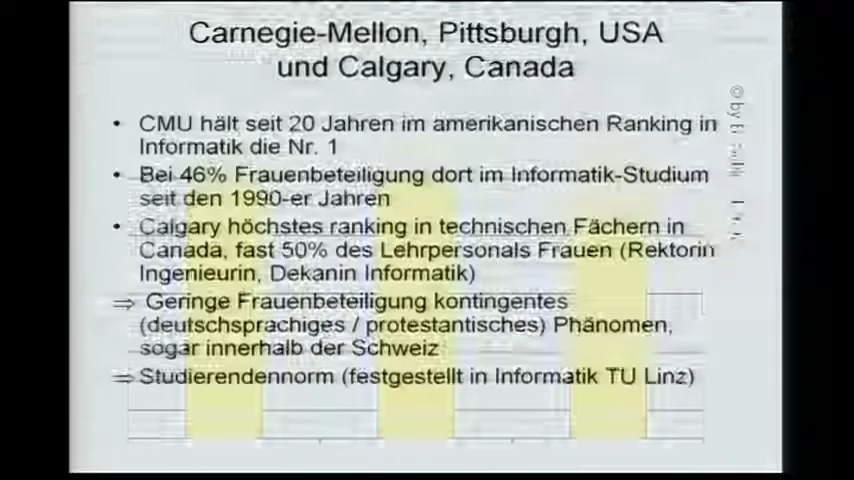 Carnegie-Mellon, Pittsburgh, USA
und Calgary, Canada
• CMU hält seit 20 Jahren im amerikanischen Ranking in
Informatik die Nr. 1
• Bei 46% Frauenbeteiligung dort im Informatik-Studium
seit den 1990-er Jahren
• Calgary höchstes ranking in technischen Fächern in
Canada, fast 50% des Lehrpersonals Frauen (Rektorin
Ingenieurin, Dekanin Informatik)
⇒ Geringe Frauenbeteiligung kontingentes
(deutschsprachiges / protestantisches) Phänomen,
sogar innerhalb der Schweiz
⇒ Studierendennorm (festgestellt in Informatik TU Linz)
© by